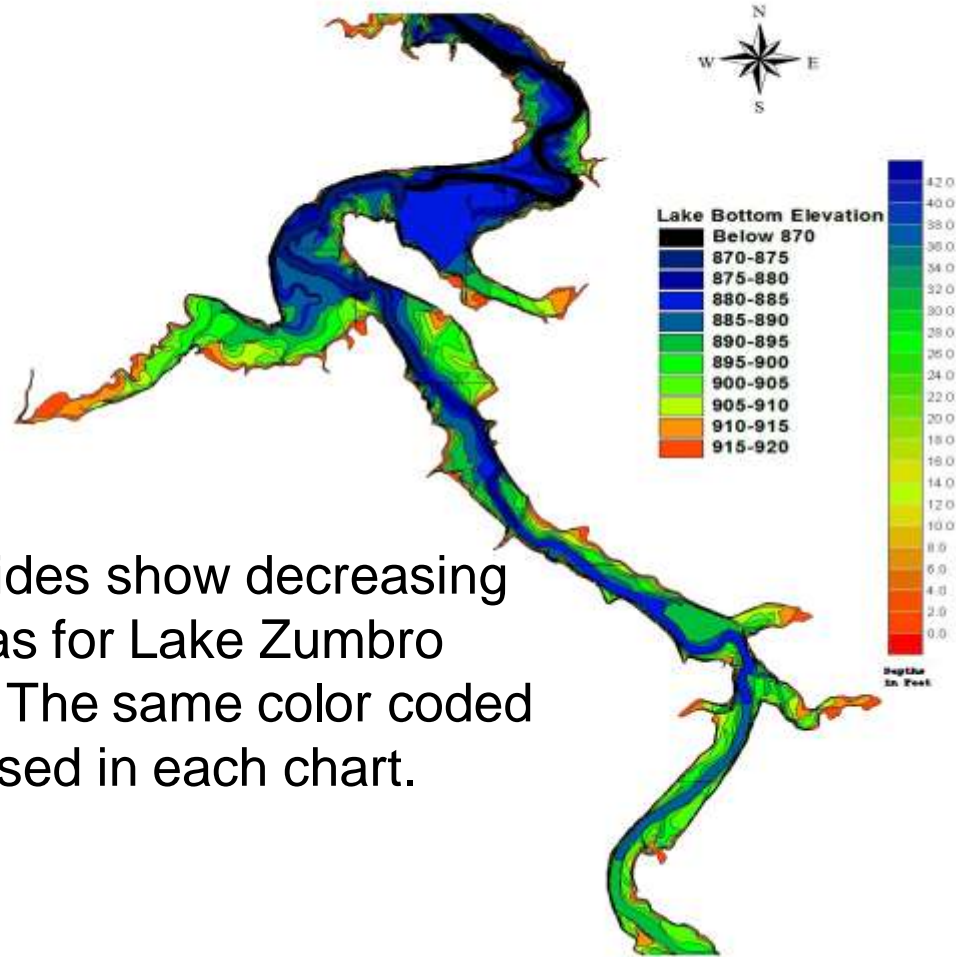 N
W E
S
Lake Bottom Elevation
Below 870
870-875
875-880
880-885
885-890
890-895
895-900
900-905
905-910
910-915
915-920
42.0
40.0
38.0
36.0
34.0
32.0
30.0
28.0
26.0
24.0
22.0
20.0
18.0
16.0
14.0
12.0
10.0
8.0
6.0
4.0
2.0
0.0
Depths
in Feet
ides show decreasing
as for Lake Zumbro
The same color coded
sed in each chart.